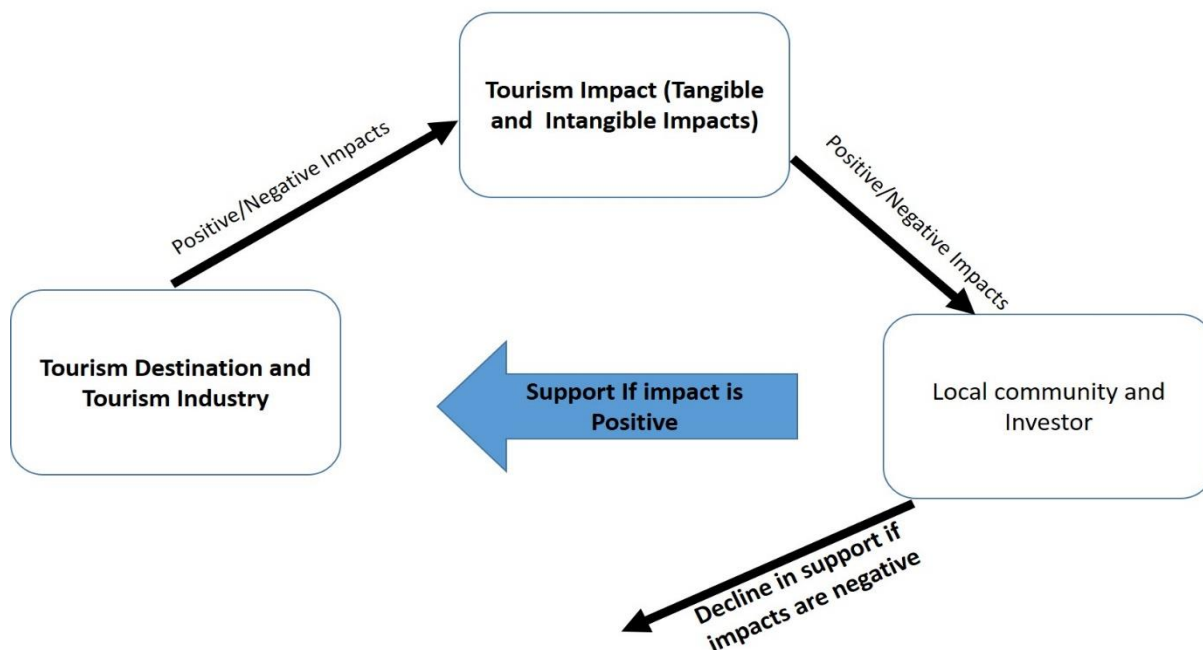 Tourism Impact (Tangible
and Intangible Impacts)
Positive/Negative Impacts
Positive/Negative Impacts
Tourism Destination and
Tourism Industry
Support If impact is
Positive
Local community and
Investor
Decline in support if
impacts are negative